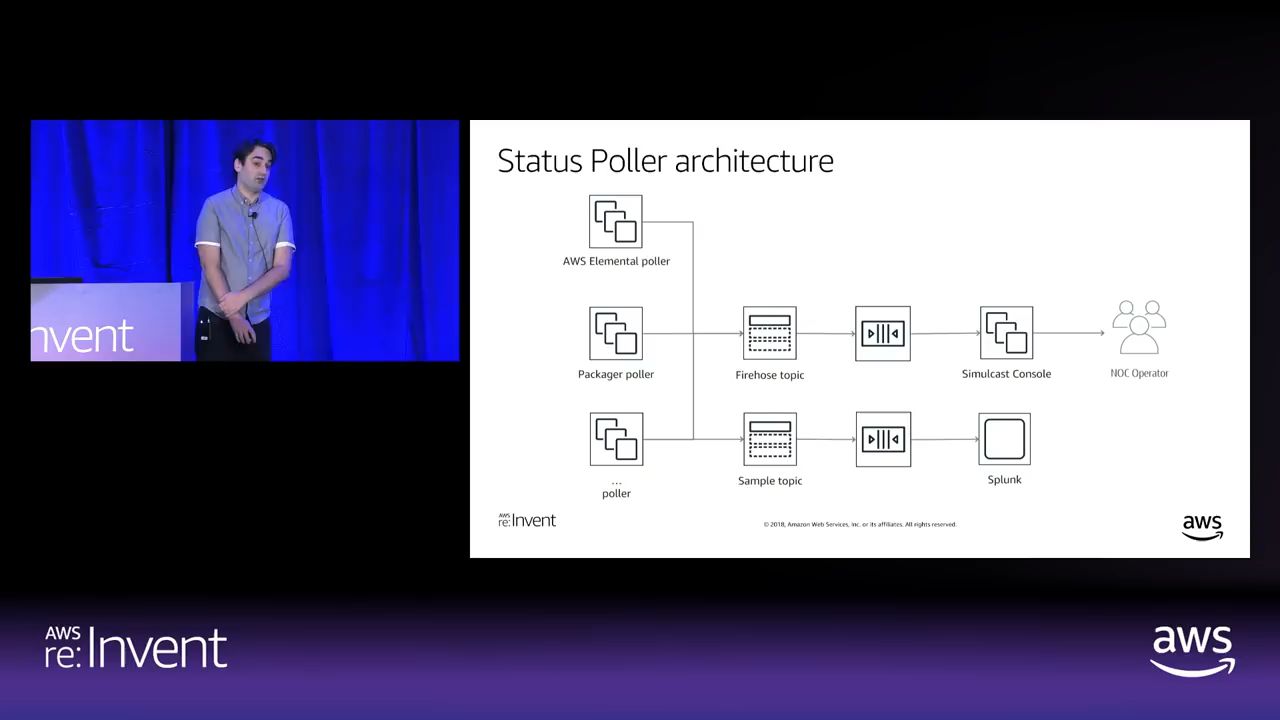 Status Poller architecture
AWS Elemental poller
Packager poller
Firehose topic
Simulcast Console
NOC Operator
...
poller
Sample topic
Splunk
AWS
re:Invent
© 2018, Amazon Web Services, Inc. or its affiliates. All rights reserved.
aws
nvent
AWS
re:Invent
aws